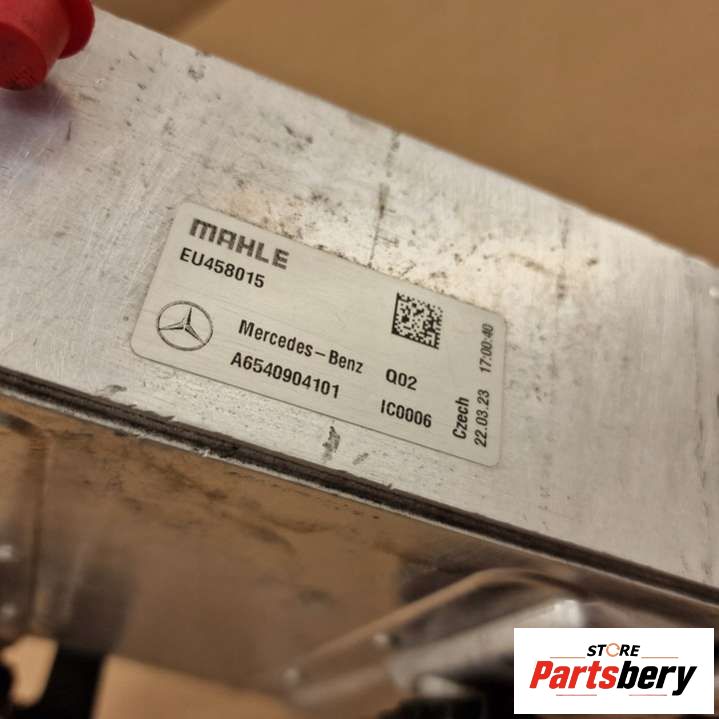 MAHLE
EU458015
Mercedes-Benz
A6540904101
Q02
IC0006
Czech
22.03.23 17:00:40
STORE
Partsbery